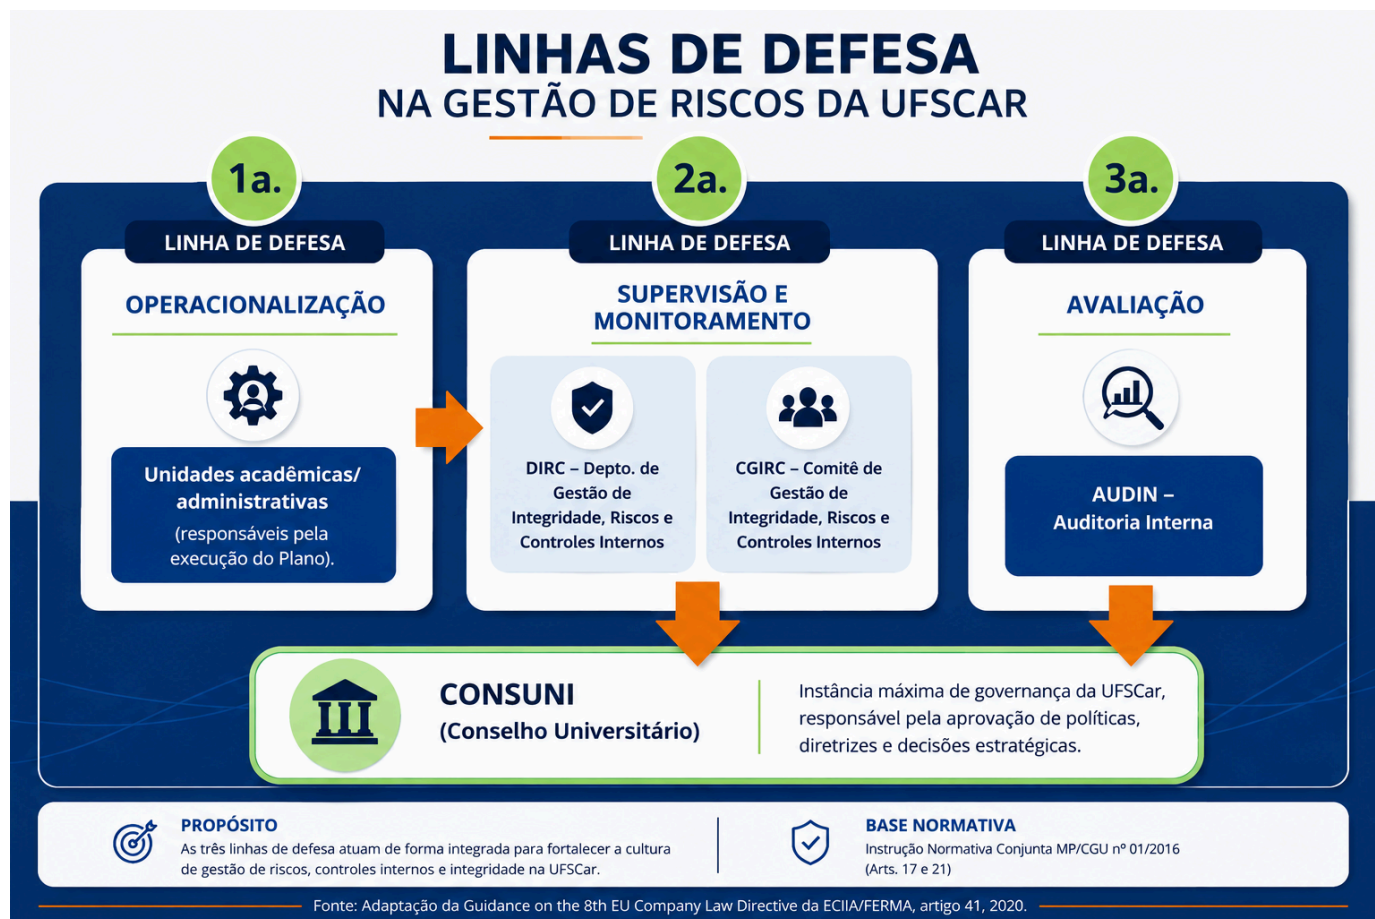 LINHAS DE DEFESA
NA GESTÃO DE RISCOS DA UFSCAR
1a.
LINHA DE DEFESA
OPERACIONALIZAÇÃO
Unidades acadêmicas/
administrativas
(responsáveis pela
execução do Plano).
2a.
LINHA DE DEFESA
SUPERVISÃO E
MONITORAMENTO
DIRC – Depto. de
Gestão de
Integridade, Riscos e
Controles Internos
CGIRC – Comitê de
Gestão de
Integridade, Riscos e
Controles Internos
3a.
LINHA DE DEFESA
AVALIAÇÃO
AUDIN –
Auditoria Interna
CONSUNI
(Conselho Universitário)
Instância máxima de governança da UFSCar,
responsável pela aprovação de políticas,
diretrizes e decisões estratégicas.
PROPÓSITO
As três linhas de defesa atuam de forma integrada para fortalecer a cultura
de gestão de riscos, controles internos e integridade na UFSCar.
BASE NORMATIVA
Instrução Normativa Conjunta MP/CGU nº 01/2016
(Arts. 17 e 21)
Fonte: Adaptação da Guidance on the 8th EU Company Law Directive da ECIIA/FERMA, artigo 41, 2020.